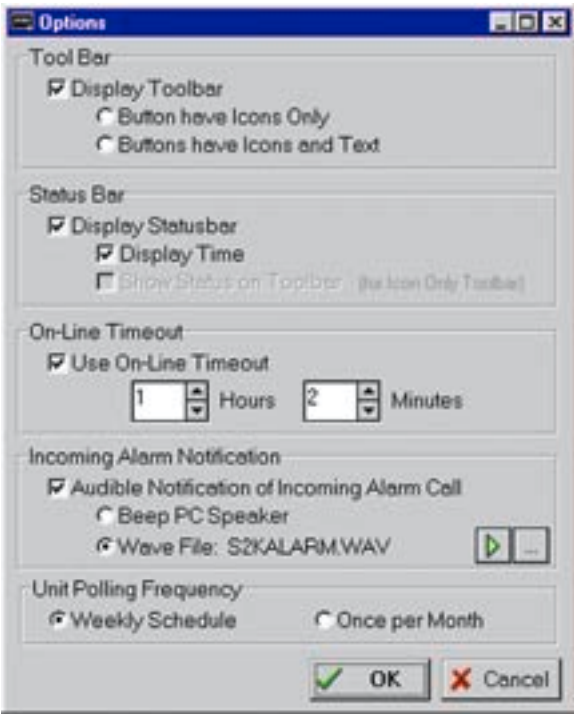 Options
Tool Bar
Display Toolbar
Button have Icons Only
Buttons have Icons and Text
Status Bar
Display Statusbar
Display Time
Show Status on Toolbar (for Icon Only Toolbar)
On-Line Timeout
Use On-Line Timeout
1 Hours 2 Minutes
Incoming Alarm Notification
Audible Notification of Incoming Alarm Call
Beep PC Speaker
Wave File: S2KALARM.WAV ...
Unit Polling Frequency
Weekly Schedule Once per Month
OK Cancel